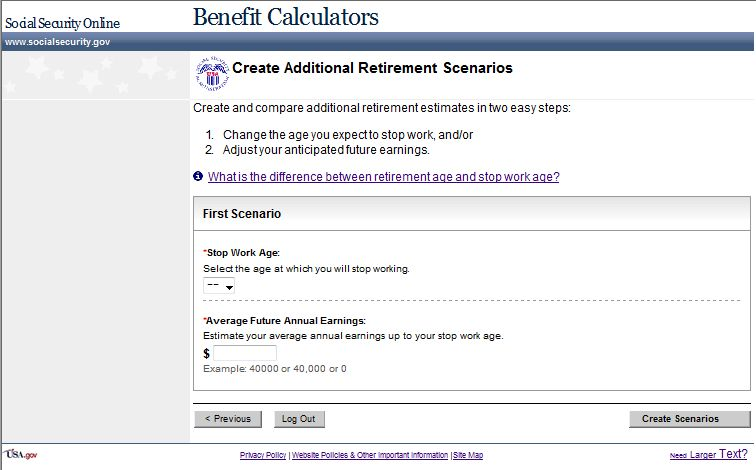 Social Security Online
Benefit Calculators
www.socialsecurity.gov
Create Additional Retirement Scenarios
Create and compare additional retirement estimates in two easy steps:
1. Change the age you expect to stop work, and/or
2. Adjust your anticipated future earnings.
What is the difference between retirement age and stop work age?
First Scenario
*Stop Work Age:
Select the age at which you will stop working.
--
*Average Future Annual Earnings:
Estimate your average annual earnings up to your stop work age.
$
Example: 40000 or 40,000 or 0
< Previous
Log Out
Create Scenarios
USA.gov
Privacy Policy | Website Policies & Other Important Information | Site Map
Need Larger Text?